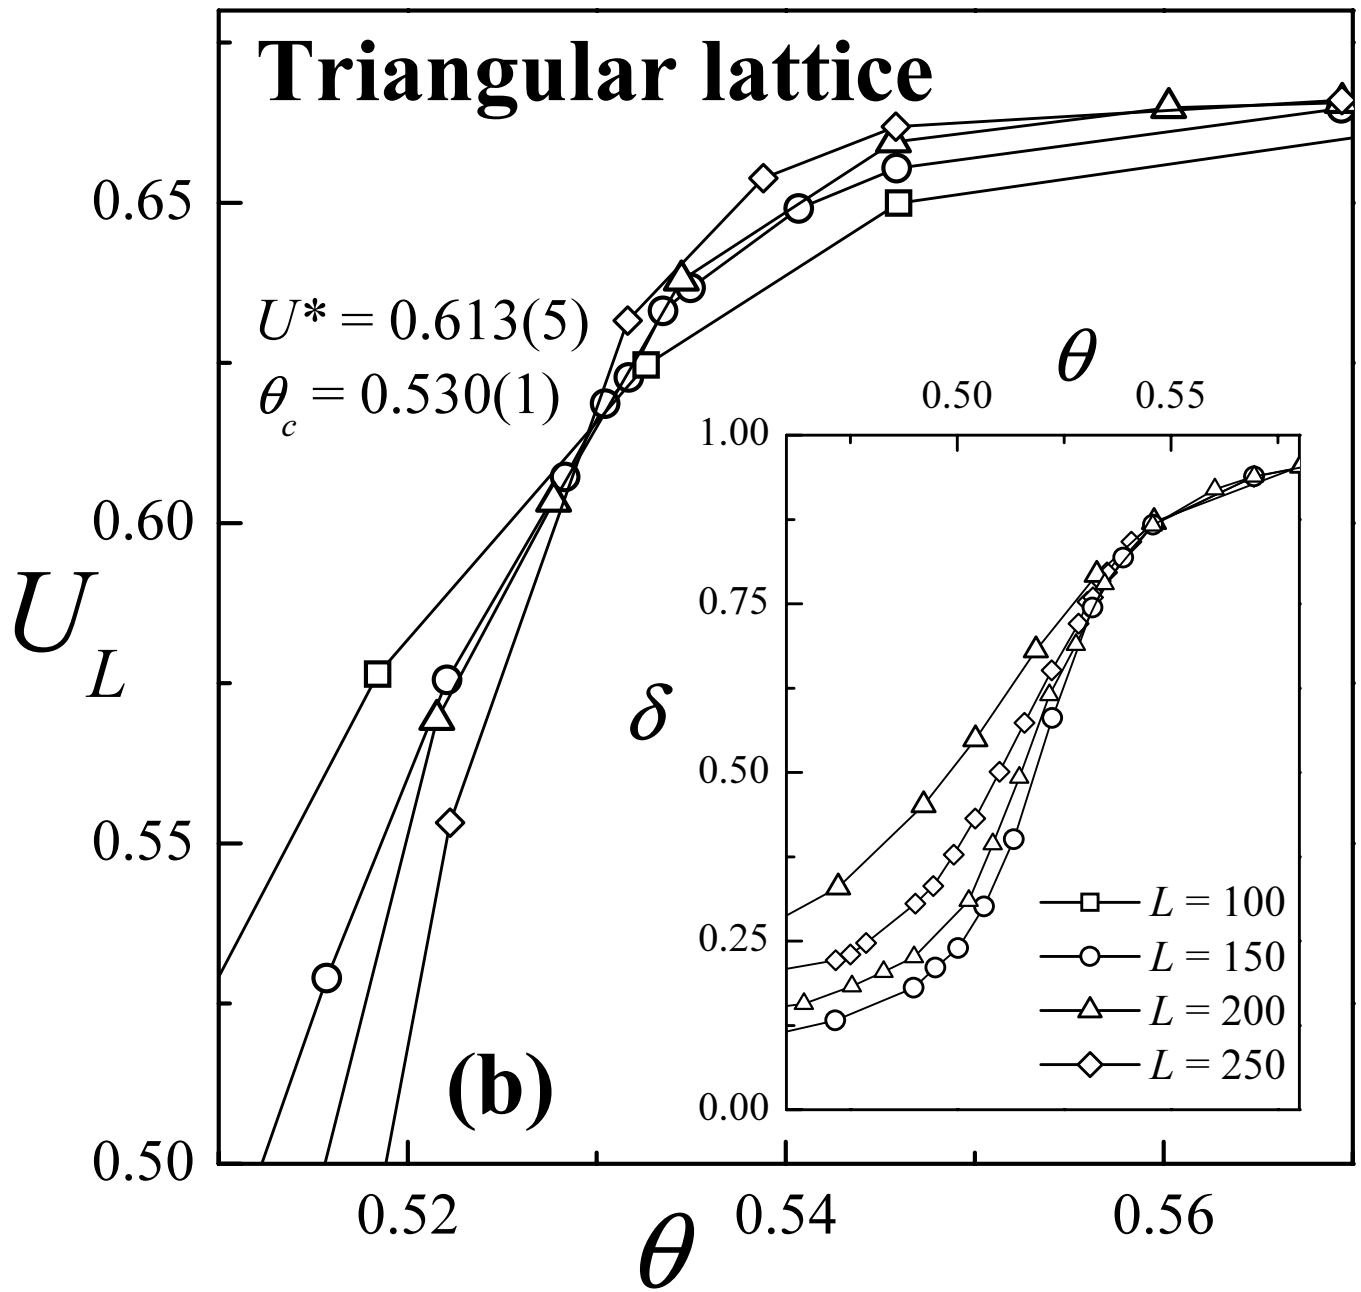 Triangular lattice
0.65
U* = 0.613(5)
θc = 0.530(1)
θ
0.50 0.55
1.00
0.60
0.75
UL
δ
0.50
0.55
L = 100
0.25
L = 150
L = 200
L = 250
(b)
0.00
0.50
0.52 0.54 0.56
θ